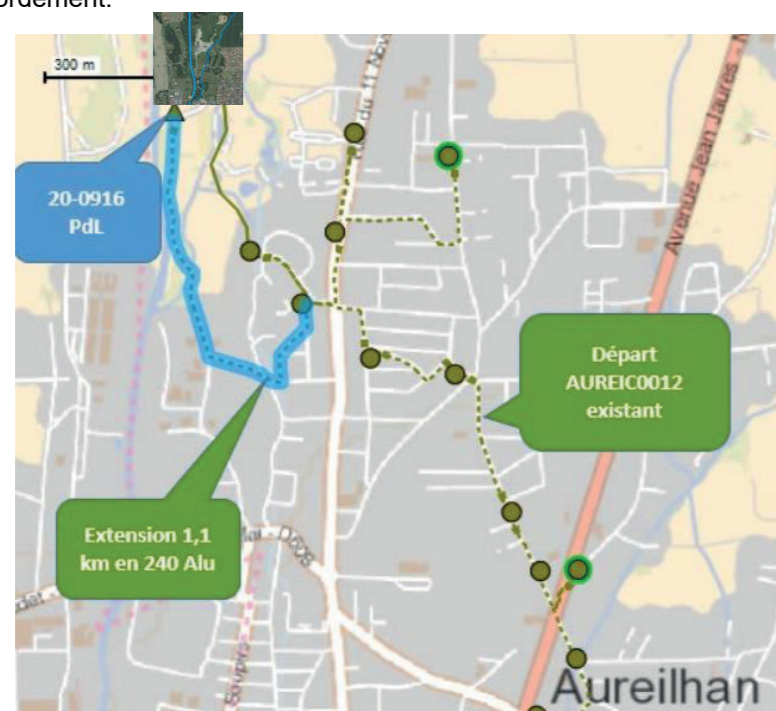 ordement.
300 m
du 11 Nov
20-0916
PdL
Avenue Jean Jaurès -
Départ
AUREIC0012
existant
Extension 1,1
km en 240 Alu
D608
Aureilhan